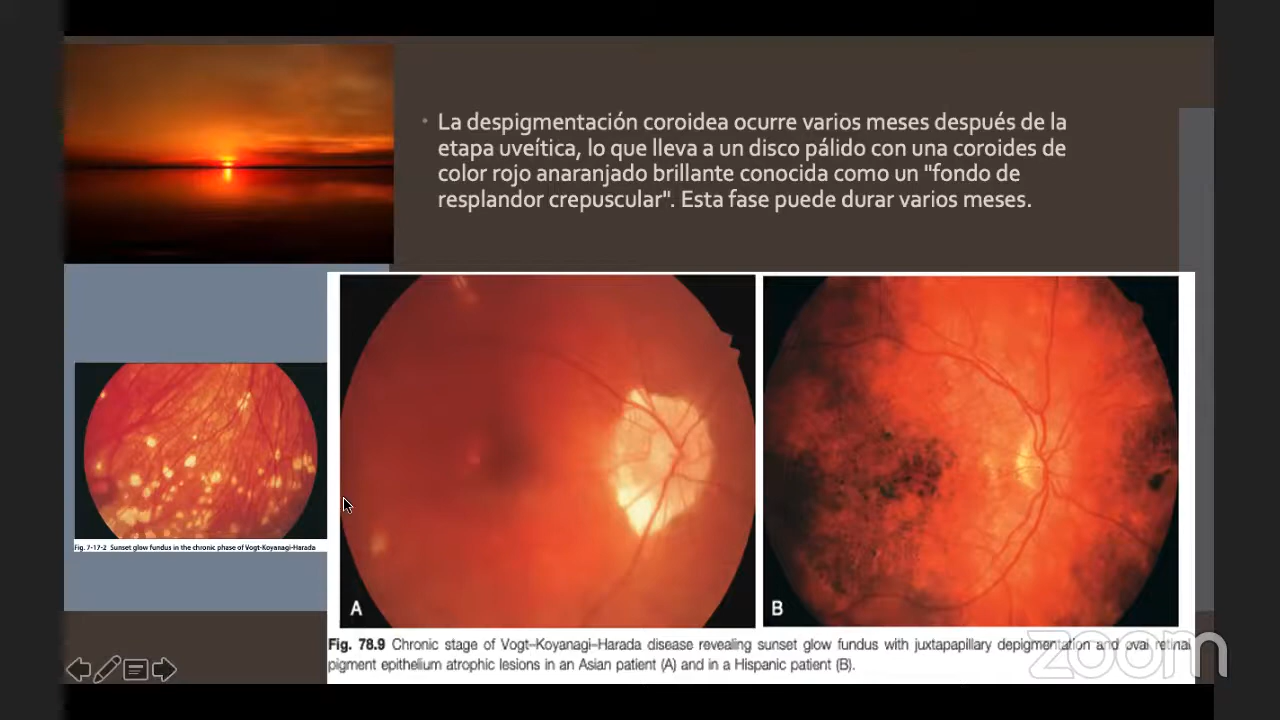 • La despigmentación coroidea ocurre varios meses después de la
etapa uveítica, lo que lleva a un disco pálido con una coroides de
color rojo anaranjado brillante conocida como un "fondo de
resplandor crepuscular". Esta fase puede durar varios meses.
Fig. 7-17-2 Sunset glow fundus in the chronic phase of Vogt-Koyanagi-Harada
A
B
Fig. 78.9 Chronic stage of Vogt–Koyanagi–Harada disease revealing sunset glow fundus with juxtapapillary depigmentation and oval retinal
pigment epithelium atrophic lesions in an Asian patient (A) and in a Hispanic patient (B).
zoom